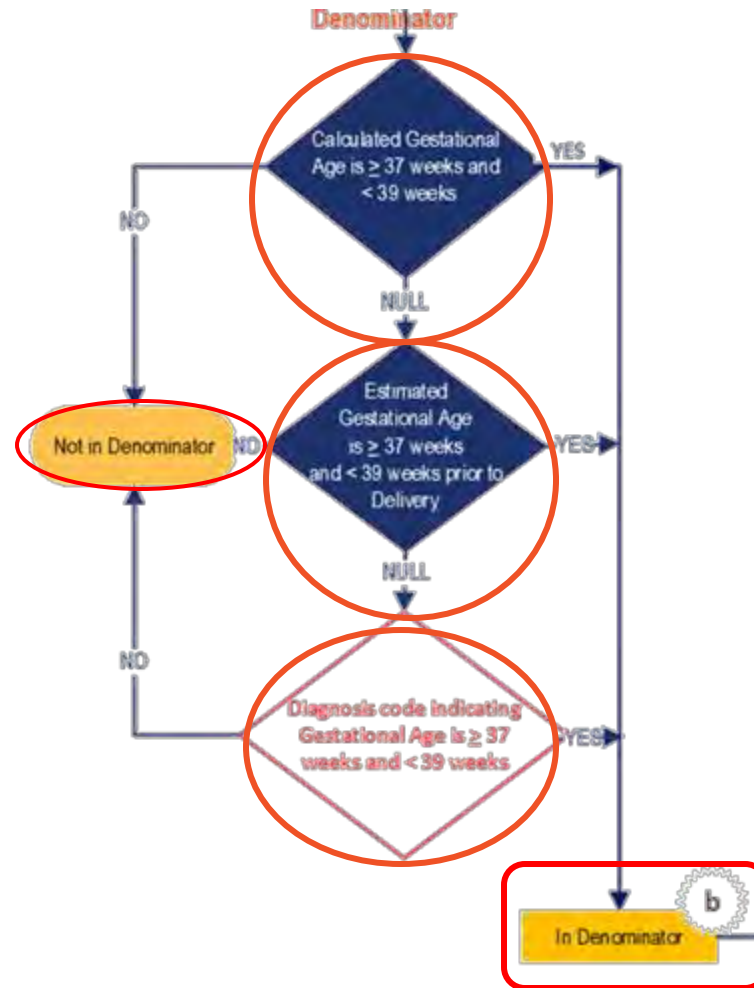 Denominator
Calculated Gestational
Age is ≥ 37 weeks and
< 39 weeks
YES
NO
NULL
Estimated
Gestational Age
is ≥ 37 weeks
and < 39 weeks prior to
Delivery
Not in Denominator
NO
YES
NULL
NO
Diagnosis code indicating
Gestational Age is ≥ 37
weeks and < 39 weeks
YES
b
In Denominator